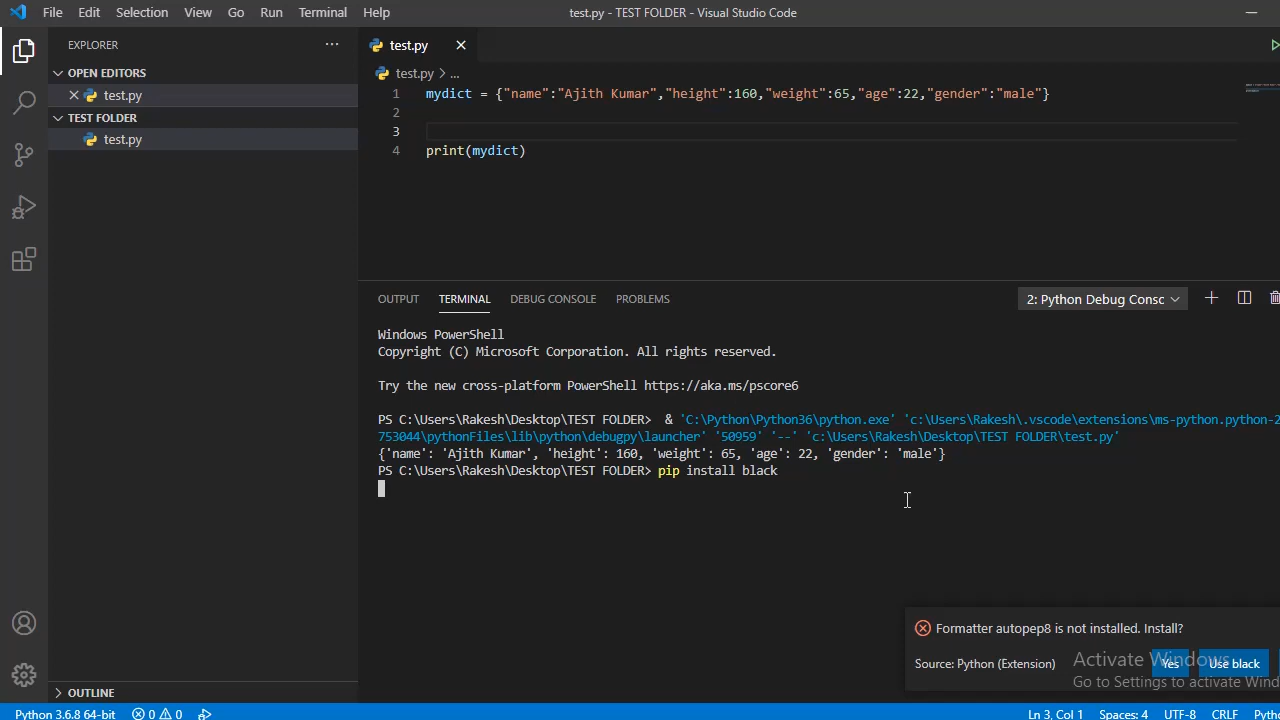 File Edit Selection View Go Run Terminal Help
test.py - TEST FOLDER - Visual Studio Code
EXPLORER
OPEN EDITORS
test.py
TEST FOLDER
test.py
OUTLINE
test.py
test.py > ...
1 mydict = {"name":"Ajith Kumar","height":160,"weight":65,"age":22,"gender":"male"}
2
3
4 print(mydict)
OUTPUT TERMINAL DEBUG CONSOLE PROBLEMS
2: Python Debug Consc
Windows PowerShell
Copyright (C) Microsoft Corporation. All rights reserved.
Try the new cross-platform PowerShell https://aka.ms/pscore6
PS C:\Users\Rakesh\Desktop\TEST FOLDER>  & 'C:\Python\Python36\python.exe' 'c:\Users\Rakesh\.vscode\extensions\ms-python.python-2
753044\pythonFiles\lib\python\debugpy\launcher' '50959' '--' 'c:\Users\Rakesh\Desktop\TEST FOLDER\test.py'
{'name': 'Ajith Kumar', 'height': 160, 'weight': 65, 'age': 22, 'gender': 'male'}
PS C:\Users\Rakesh\Desktop\TEST FOLDER> pip install black
Formatter autopep8 is not installed. Install?
Source: Python (Extension)
Yes
Use black
Activate Windows
Go to Settings to activate Wind
Python 3.6.8 64-bit 0 0
Ln 3, Col 1 Spaces: 4 UTF-8 CRLF Pytho